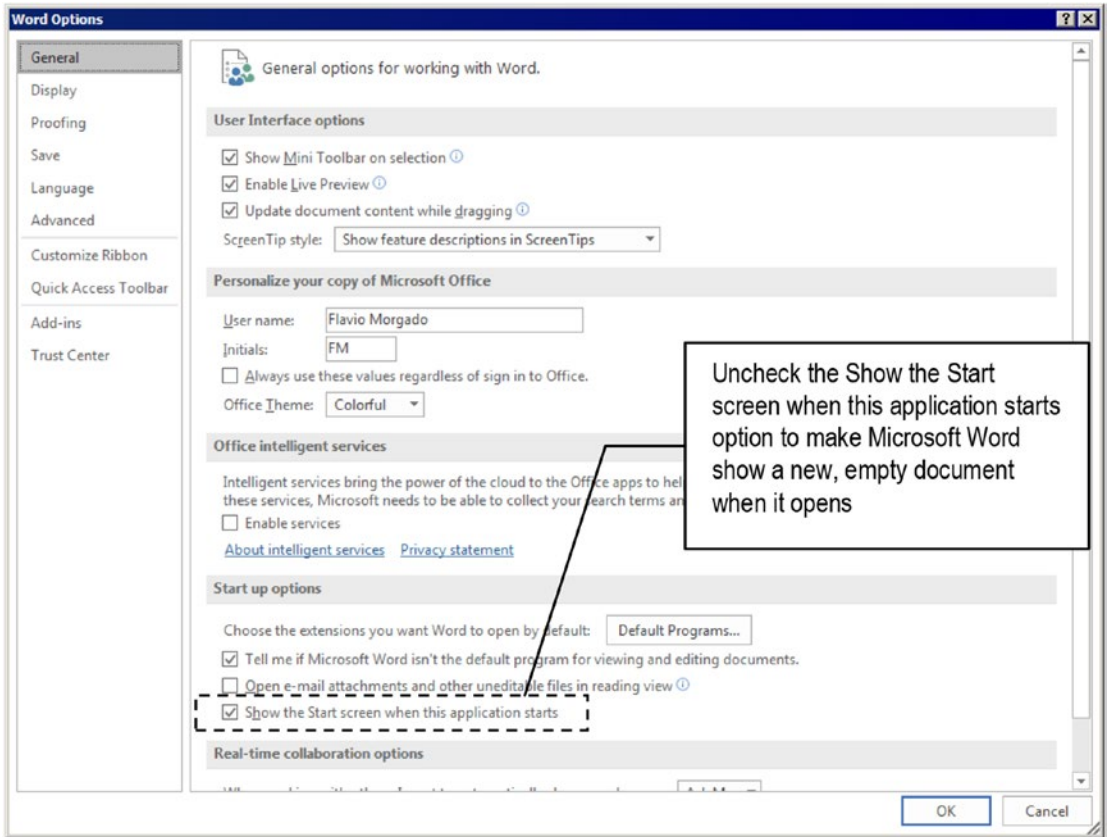 Word Options
General
Display
Proofing
Save
Language
Advanced
Customize Ribbon
Quick Access Toolbar
Add-ins
Trust Center
General options for working with Word.
User Interface options
Show Mini Toolbar on selection
Enable Live Preview
Update document content while dragging
ScreenTip style: Show feature descriptions in ScreenTips
Personalize your copy of Microsoft Office
User name: Flavio Morgado
Initials: FM
Always use these values regardless of sign in to Office.
Office Theme: Colorful
Office intelligent services
Intelligent services bring the power of the cloud to the Office apps to hel
these services, Microsoft needs to be able to collect your search terms an
Enable services
About intelligent services Privacy statement
Start up options
Choose the extensions you want Word to open by default: Default Programs...
Tell me if Microsoft Word isn't the default program for viewing and editing documents.
Open e-mail attachments and other uneditable files in reading view
Show the Start screen when this application starts
Real-time collaboration options
OK Cancel
Uncheck the Show the Start
screen when this application starts
option to make Microsoft Word
show a new, empty document
when it opens